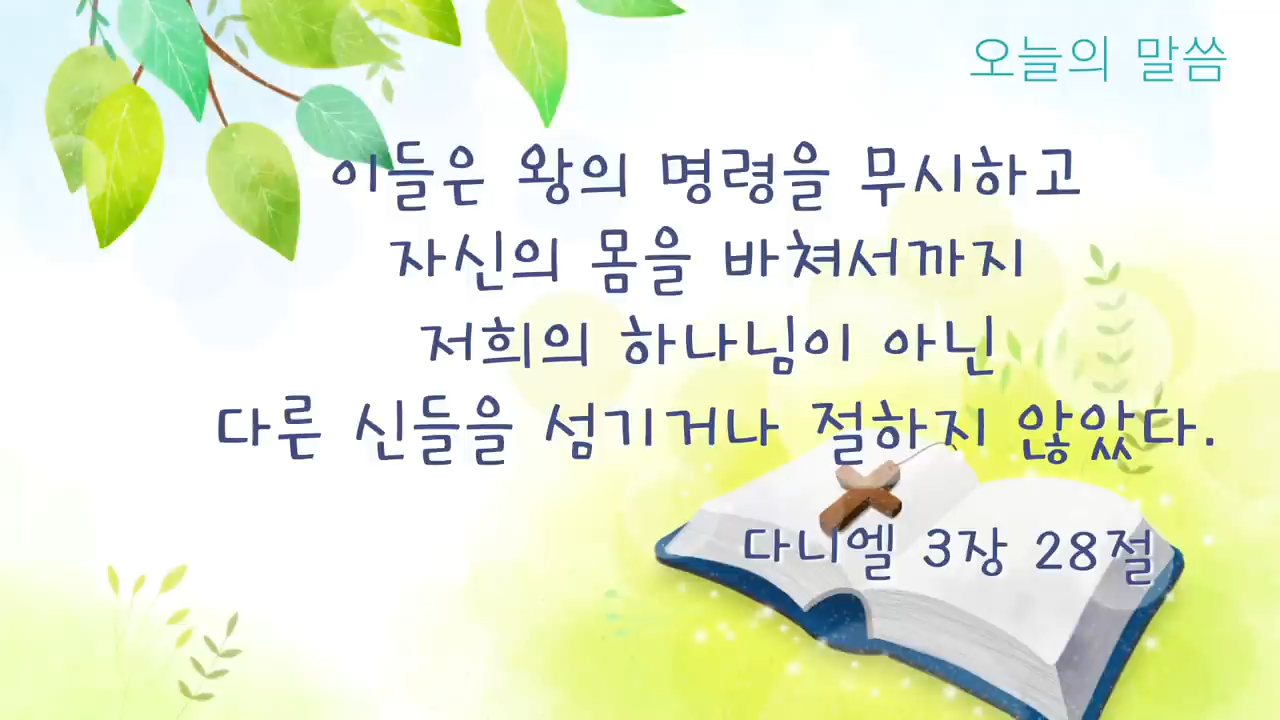 오늘의 말씀
이들은 왕의 명령을 무시하고
자신의 몸을 바쳐서까지
저희의 하나님이 아닌
다른 신들을 섬기거나 절하지 않았다.
다니엘 3장 28절